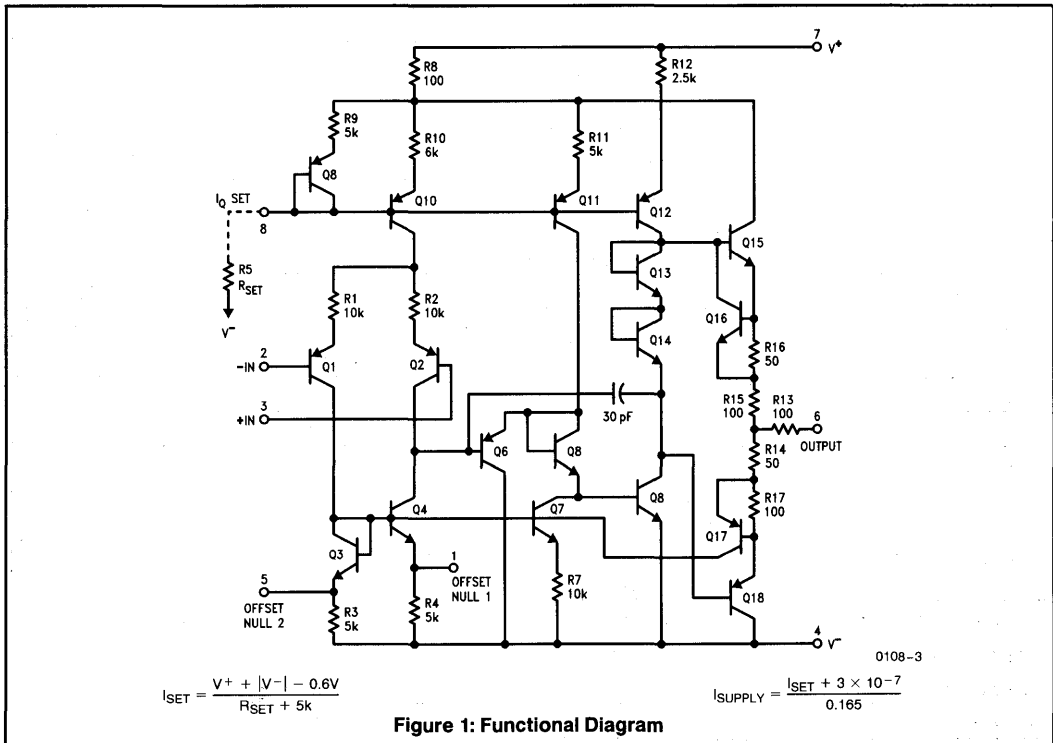 7
V+
R8
100
R12
2.5k
R9
5k
R10
6k
R11
5k
Q8
IQ SET
8
Q10
Q11
Q12
Q15
R5
RSET
V−
Q13
R1
10k
R2
10k
Q16
Q14
R16
50
2
−IN
Q1
Q2
3
+IN
30 pF
R15
100
R13
100
6
OUTPUT
R14
50
Q6
Q8
R17
100
Q4
Q7
Q8
Q17
Q3
5
OFFSET
NULL 2
1
OFFSET
NULL 1
R3
5k
R4
5k
R7
10k
Q18
4
V−
0108–3
ISET = V+ + |V−| − 0.6V / RSET + 5k
ISUPPLY = ISET + 3 × 10−7 / 0.165
Figure 1: Functional Diagram